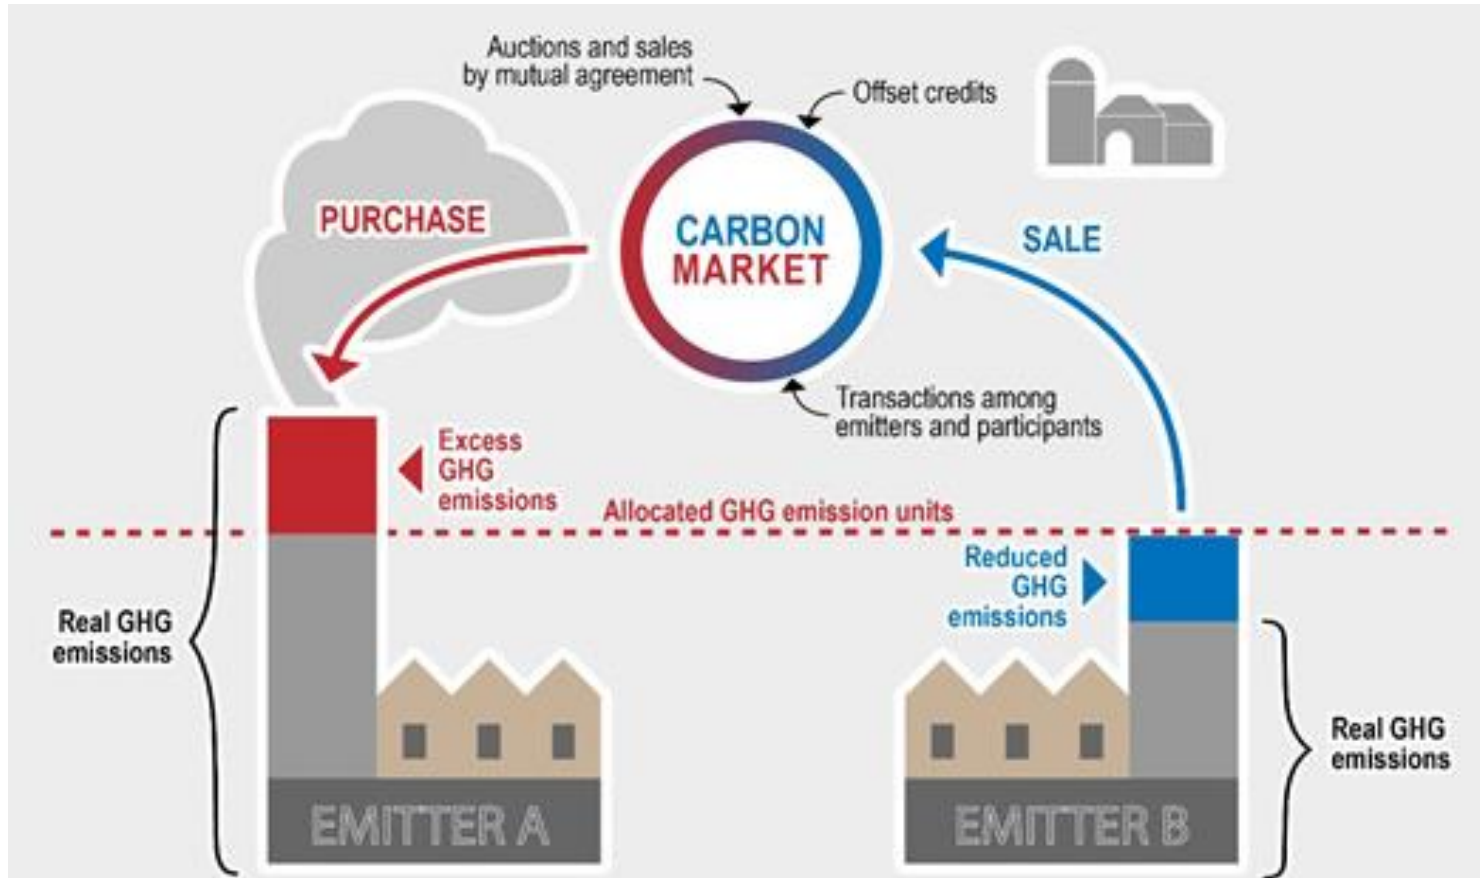 Auctions and sales
by mutual agreement
Offset credits
PURCHASE
CARBON
MARKET
SALE
Transactions among
emitters and participants
Excess
GHG
emissions
Allocated GHG emission units
Reduced
GHG
emissions
Real GHG
emissions
Real GHG
emissions
EMITTER A
EMITTER B